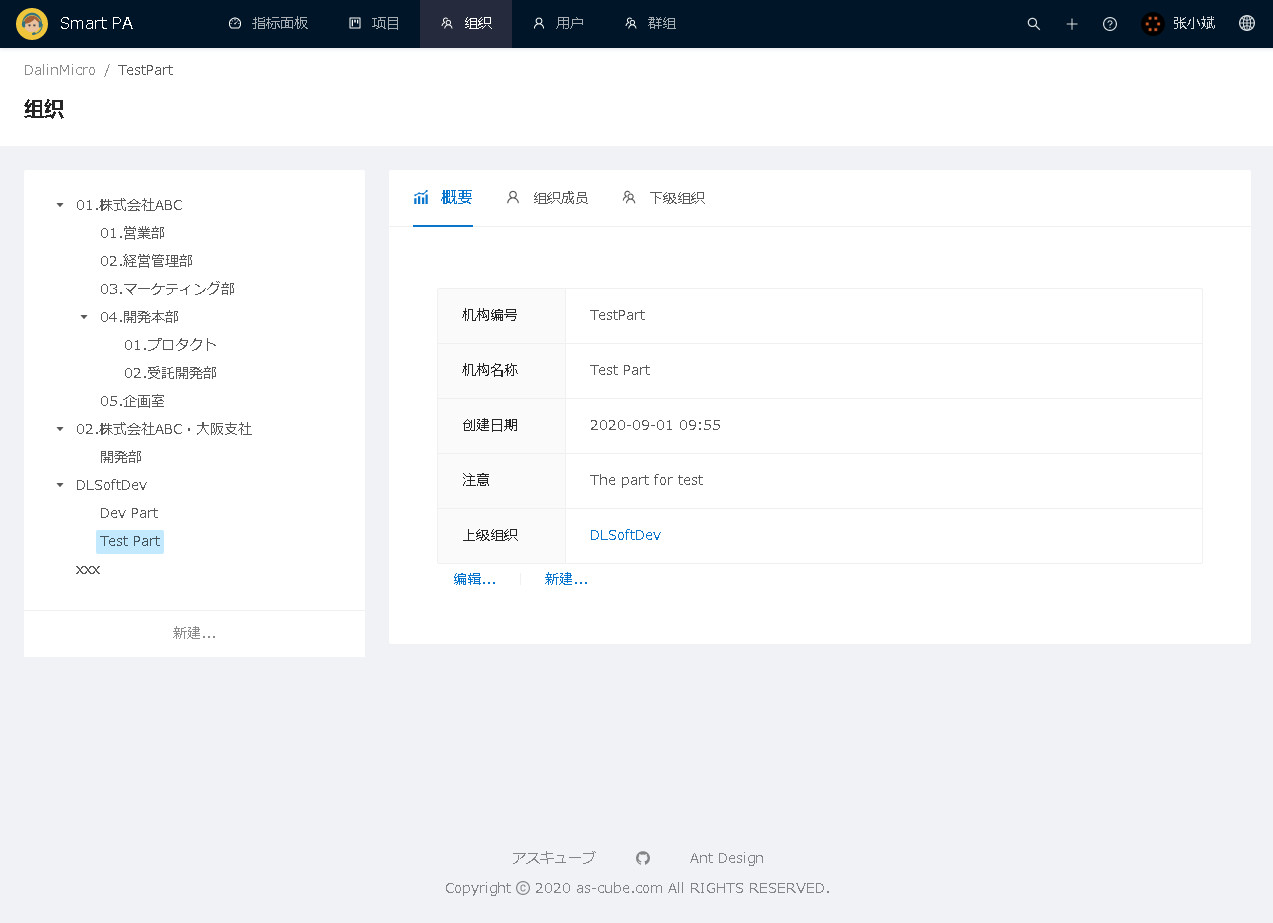 Smart PA 指标面板 项目 组织 用户 群组 张小斌
DalinMicro / TestPart
组织
01.株式会社ABC
01.営業部
02.経営管理部
03.マーケティング部
04.開発本部
01.プロタクト
02.受託開発部
05.企画室
02.株式会社ABC・大阪支社
開発部
DLSoftDev
Dev Part
Test Part
xxx
新建...
概要 组织成员 下级组织
机构编号 TestPart
机构名称 Test Part
创建日期 2020-09-01 09:55
注意 The part for test
上级组织 DLSoftDev
编辑... 新建...
アスキューブ Ant Design
Copyright © 2020 as-cube.com All RIGHTS RESERVED.